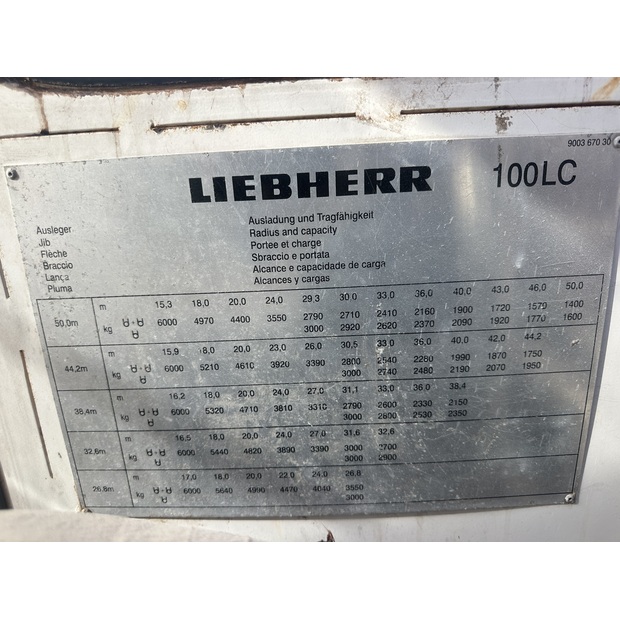 9003 670 30
LIEBHERR 100LC
Ausleger
Jib
Flèche
Braccio
Lança
Pluma
Ausladung und Tragfähigkeit
Radius and capacity
Portee et charge
Sbraccio e portata
Alcance e capacidade de carga
Alcances y cargas
50,0m
m 15,3 18,0 20,0 24,0 29,3 30,0 33,0 36,0 40,0 43,0 46,0 50,0
kg 6000 4970 4400 3550 2790 2710 2410 2160 1900 1720 1579 1400
3000 2920 2620 2370 2090 1920 1770 1600
44,2m
m 15,9 18,0 20,0 23,0 26,0 30,5 33,0 36,0 40,0 42,0 44,2
kg 6000 5210 4610 3920 3390 2800 2540 2280 1990 1870 1750
3000 2740 2480 2190 2070 1950
38,4m
m 16,2 18,0 20,0 24,0 27,0 31,1 33,0 36,0 38,4
kg 6000 5320 4710 3810 3310 2790 2600 2330 2150
3000 2800 2530 2350
32,6m
m 16,5 18,0 20,0 24,0 27,0 31,6 32,6
kg 6000 5440 4820 3890 3390 3000 2700
3000 2900
26,8m
m 17,0 18,0 20,0 22,0 24,0 26,8
kg 6000 5640 4990 4470 4040 3550
3000